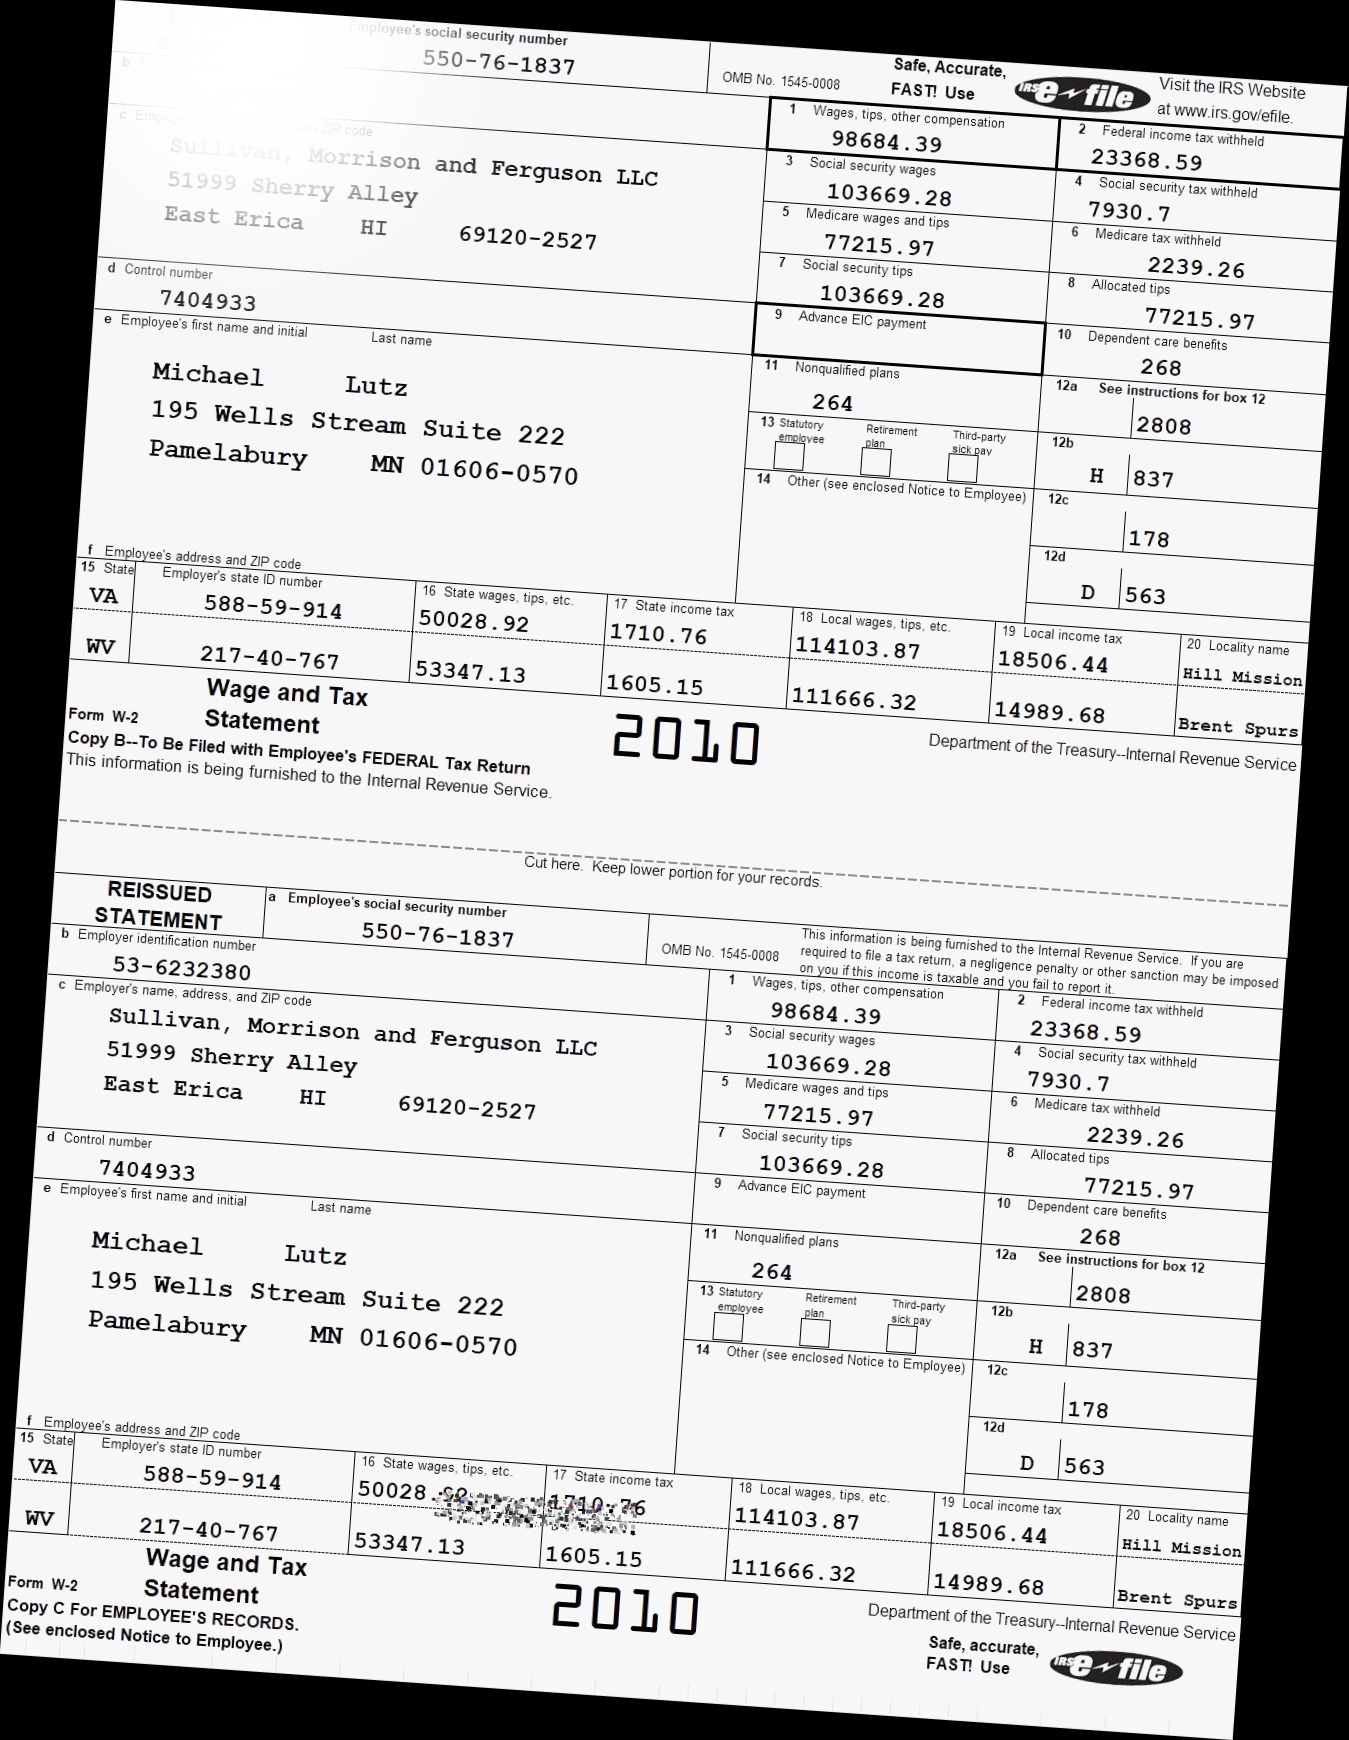 Employee's social security number
550-76-1837
OMB No. 1545-0008
Safe, Accurate,
FAST! Use
IRS e-file
Visit the IRS Website
at www.irs.gov/efile.
b
c Employer's name, address, and ZIP code
Sullivan, Morrison and Ferguson LLC
51999 Sherry Alley
East Erica HI 69120-2527
1 Wages, tips, other compensation
98684.39
2 Federal income tax withheld
23368.59
3 Social security wages
103669.28
4 Social security tax withheld
7930.7
5 Medicare wages and tips
77215.97
6 Medicare tax withheld
2239.26
d Control number
7404933
7 Social security tips
103669.28
8 Allocated tips
77215.97
e Employee's first name and initial Last name
Michael Lutz
195 Wells Stream Suite 222
Pamelabury MN 01606-0570
9 Advance EIC payment
10 Dependent care benefits
268
11 Nonqualified plans
264
12a See instructions for box 12
2808
13 Statutory employee Retirement plan Third-party sick pay
12b
H 837
14 Other (see enclosed Notice to Employee)
12c
178
12d
D 563
f Employee's address and ZIP code
15 State Employer's state ID number
16 State wages, tips, etc.
17 State income tax
18 Local wages, tips, etc.
19 Local income tax
20 Locality name
VA 588-59-914 50028.92 1710.76 114103.87 18506.44 Hill Mission
WV 217-40-767 53347.13 1605.15 111666.32 14989.68 Brent Spurs
Wage and Tax
Statement
Form W-2
2010
Department of the Treasury--Internal Revenue Service
Copy B--To Be Filed with Employee's FEDERAL Tax Return
This information is being furnished to the Internal Revenue Service.
Cut here. Keep lower portion for your records.
REISSUED
STATEMENT
a Employee's social security number
550-76-1837
OMB No. 1545-0008
This information is being furnished to the Internal Revenue Service. If you are
required to file a tax return, a negligence penalty or other sanction may be imposed
on you if this income is taxable and you fail to report it.
b Employer identification number
53-6232380
c Employer's name, address, and ZIP code
Sullivan, Morrison and Ferguson LLC
51999 Sherry Alley
East Erica HI 69120-2527
1 Wages, tips, other compensation
98684.39
2 Federal income tax withheld
23368.59
3 Social security wages
103669.28
4 Social security tax withheld
7930.7
5 Medicare wages and tips
77215.97
6 Medicare tax withheld
2239.26
d Control number
7404933
7 Social security tips
103669.28
8 Allocated tips
77215.97
e Employee's first name and initial Last name
Michael Lutz
195 Wells Stream Suite 222
Pamelabury MN 01606-0570
9 Advance EIC payment
10 Dependent care benefits
268
11 Nonqualified plans
264
12a See instructions for box 12
2808
13 Statutory employee Retirement plan Third-party sick pay
12b
H 837
14 Other (see enclosed Notice to Employee)
12c
178
12d
D 563
f Employee's address and ZIP code
15 State Employer's state ID number
16 State wages, tips, etc.
17 State income tax
18 Local wages, tips, etc.
19 Local income tax
20 Locality name
VA 588-59-914 50028.92 1710.76 114103.87 18506.44 Hill Mission
WV 217-40-767 53347.13 1605.15 111666.32 14989.68 Brent Spurs
Wage and Tax
Statement
Form W-2
2010
Department of the Treasury--Internal Revenue Service
Copy C For EMPLOYEE'S RECORDS.
(See enclosed Notice to Employee.)
Safe, accurate,
FAST! Use
IRS e-file